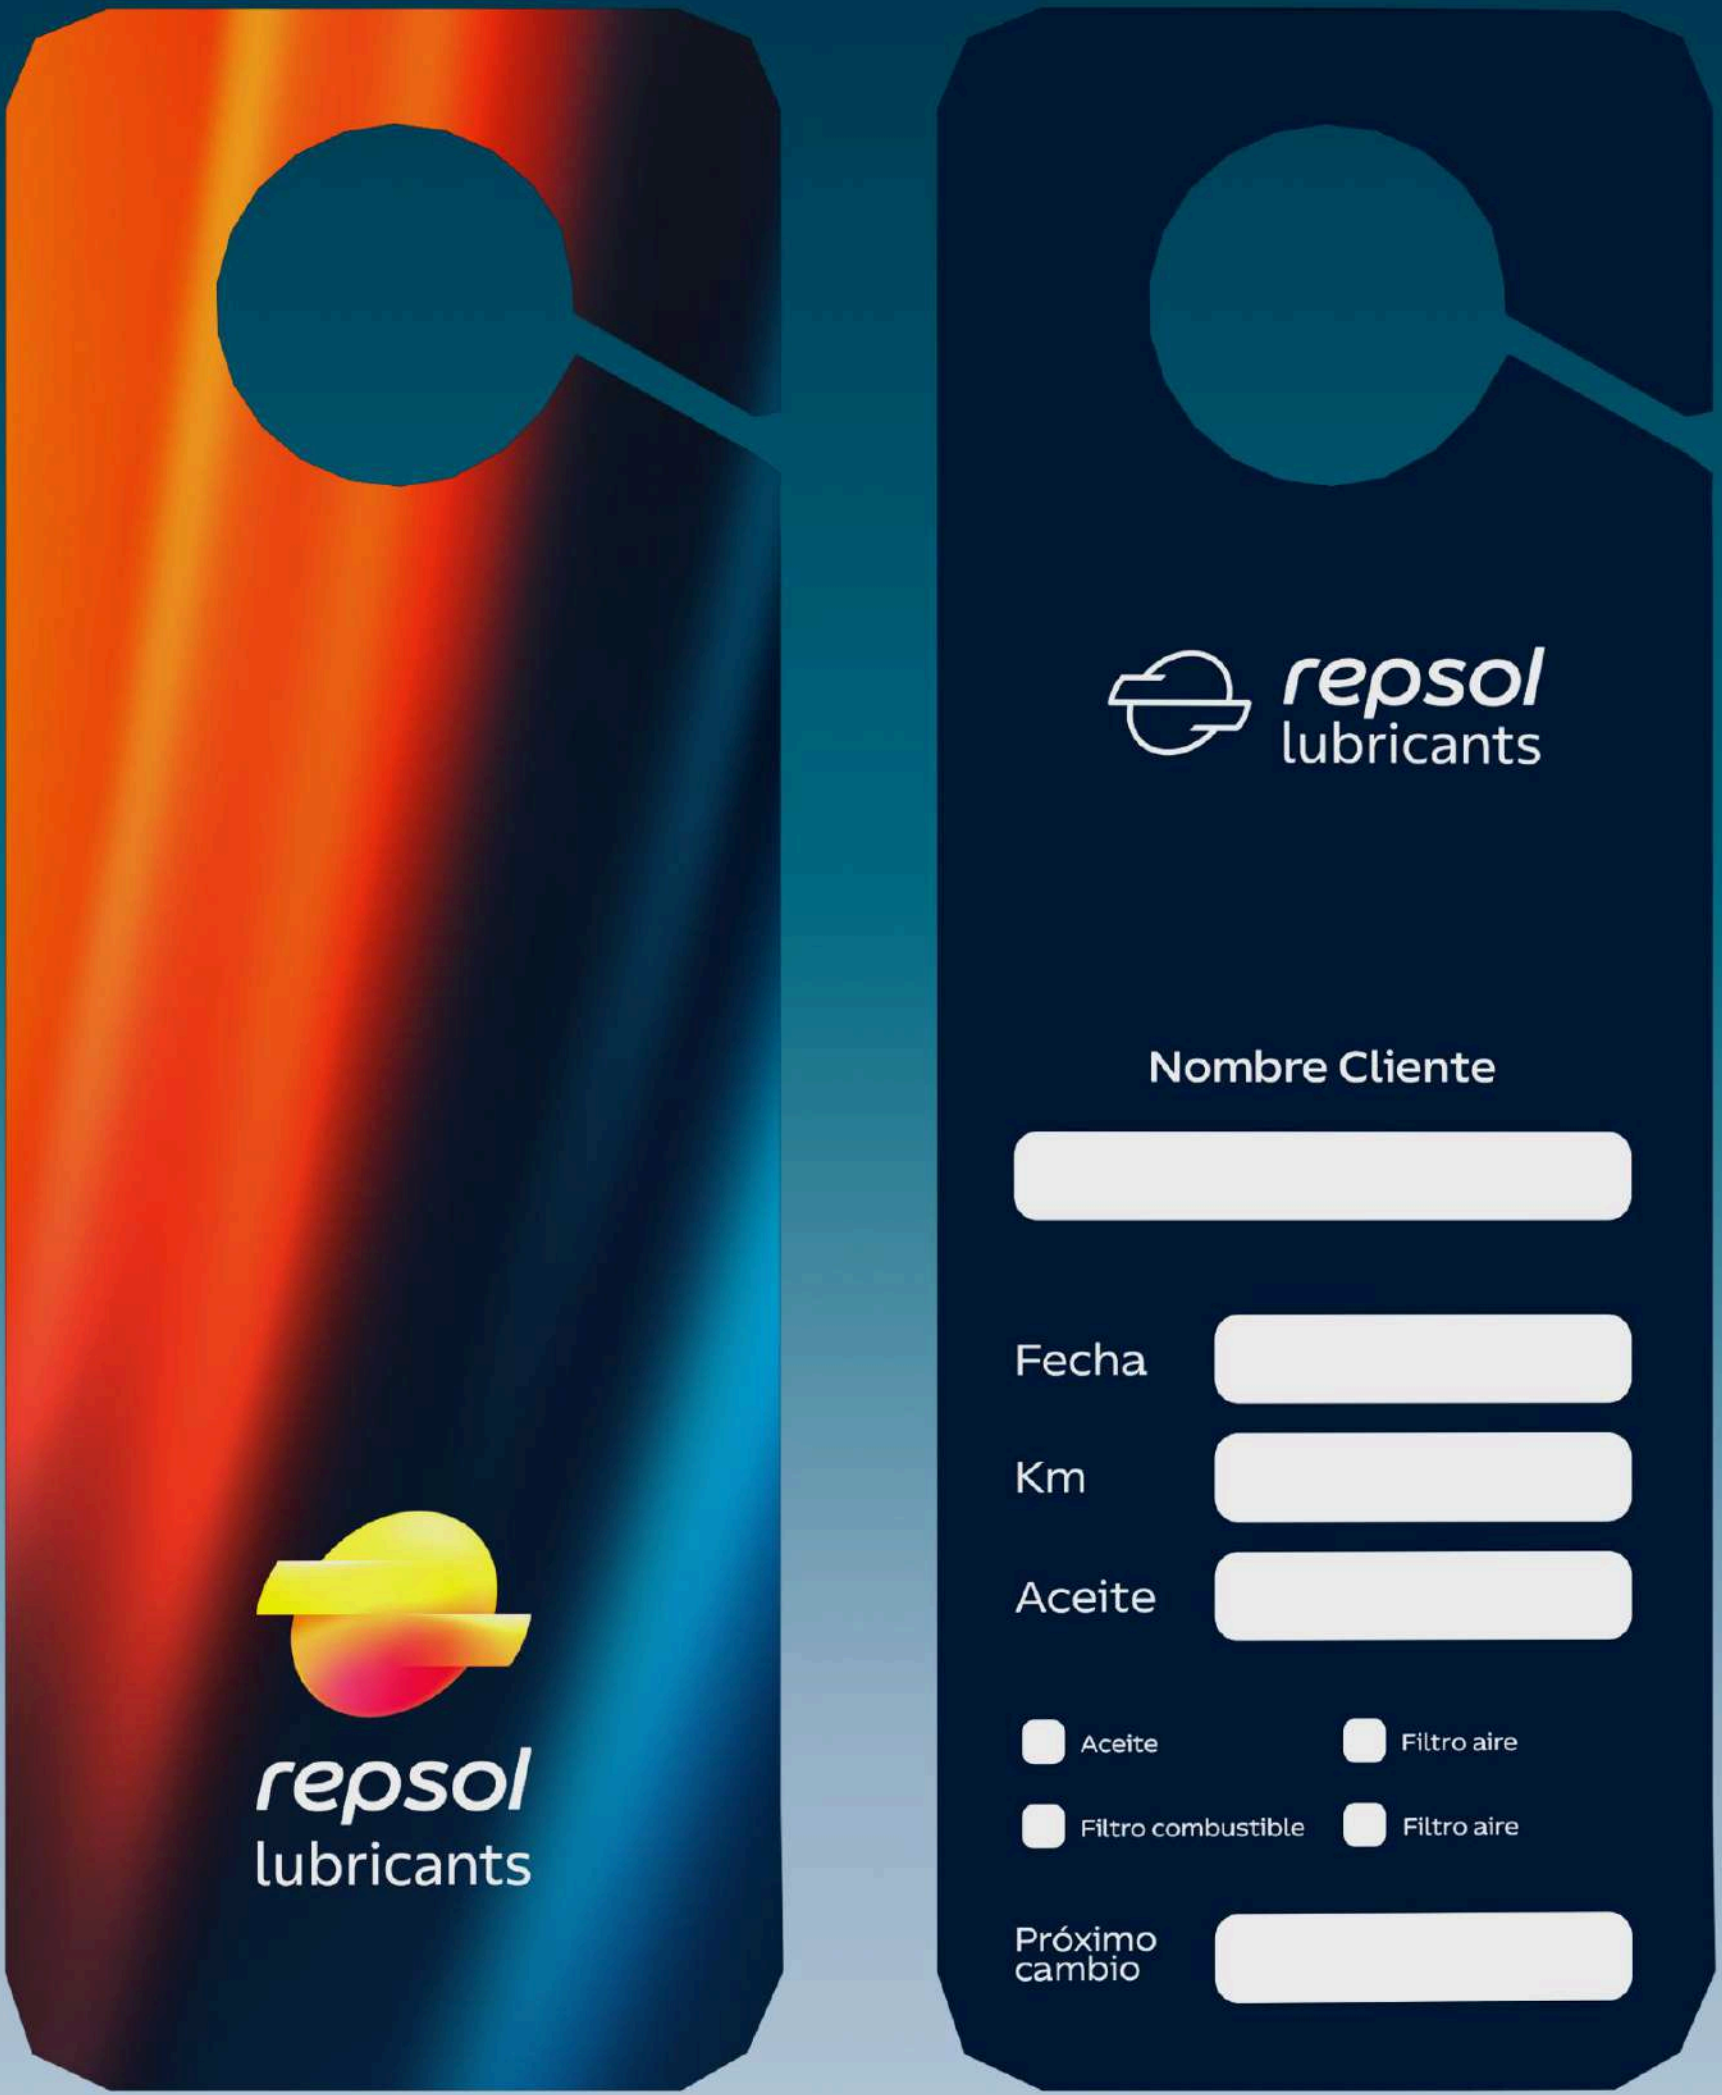 repsol
lubricants
repsol
lubricants
Nombre Cliente
Fecha
Km
Aceite
Aceite
Filtro aire
Filtro combustible
Filtro aire
Próximo
cambio